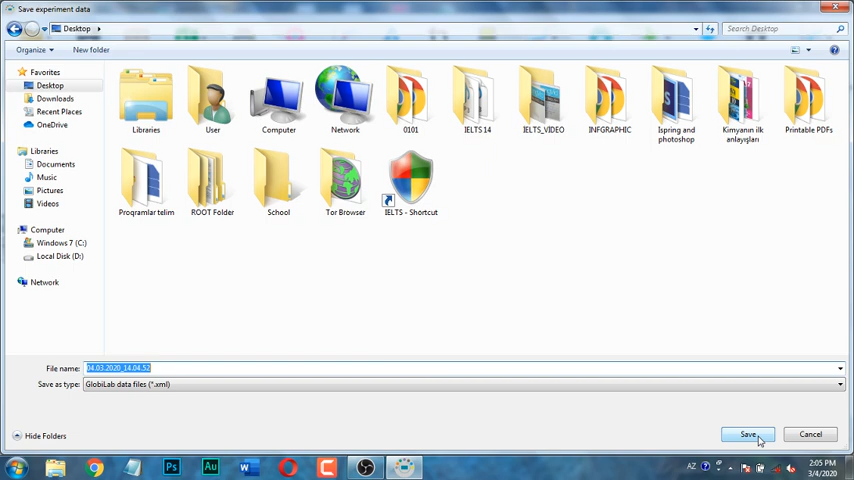 Save experiment data
Desktop
Search Desktop
Organize
New folder
Favorites
Desktop
Downloads
Recent Places
OneDrive
Libraries
Documents
Music
Pictures
Videos
Computer
Windows 7 (C:)
Local Disk (D:)
Network
Libraries
User
Computer
Network
0101
IELTS 14
IELTS_VIDEO
INFGRAPHIC
Ispring and
photoshop
Kimyanın ilk
anlayışları
Printable PDFs
Proqramlar telim
ROOT Folder
School
Tor Browser
IELTS - Shortcut
File name: 04.03.2020_14.04.52
Save as type: GlobiLab data files (*.xml)
Hide Folders
Save
Cancel
Ps
Au
W
AZ
2:05 PM
3/4/2020